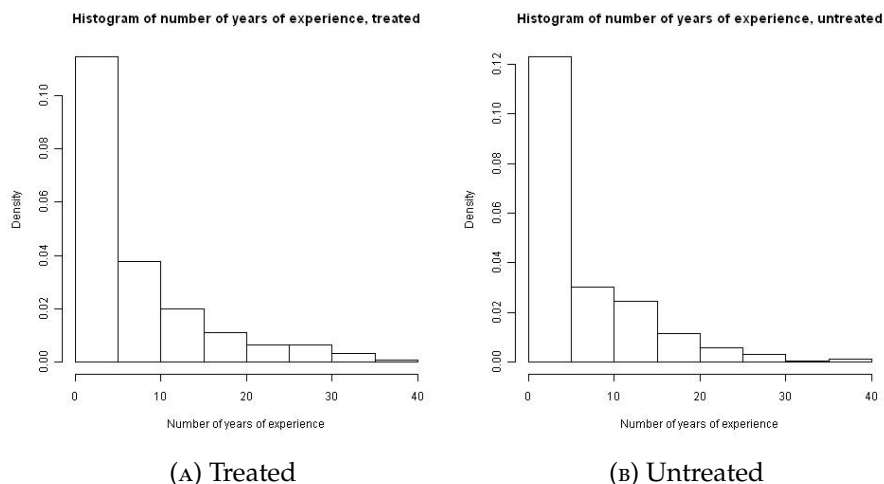 Histogram of number of years of experience, treated
0.10
0.08
0.06
0.04
0.02
0.00
Density
0 10 20 30 40
Number of years of experience
(A) Treated
Histogram of number of years of experience, untreated
0.12
0.10
0.08
0.06
0.04
0.02
0.00
Density
0 10 20 30 40
Number of years of experience
(B) Untreated